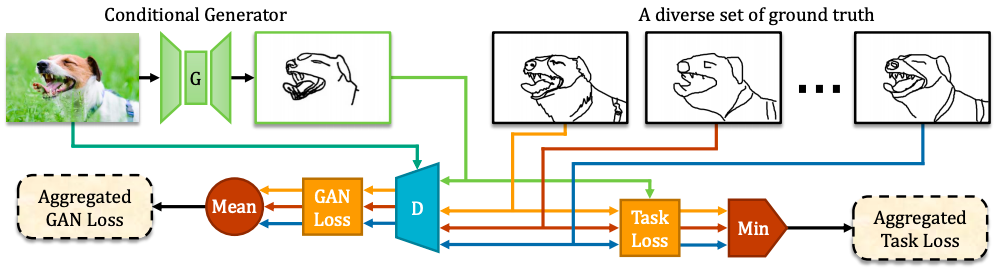 Conditional Generator
A diverse set of ground truth
G
Aggregated
GAN Loss
Mean
GAN
Loss
D
Task
Loss
Min
Aggregated
Task Loss